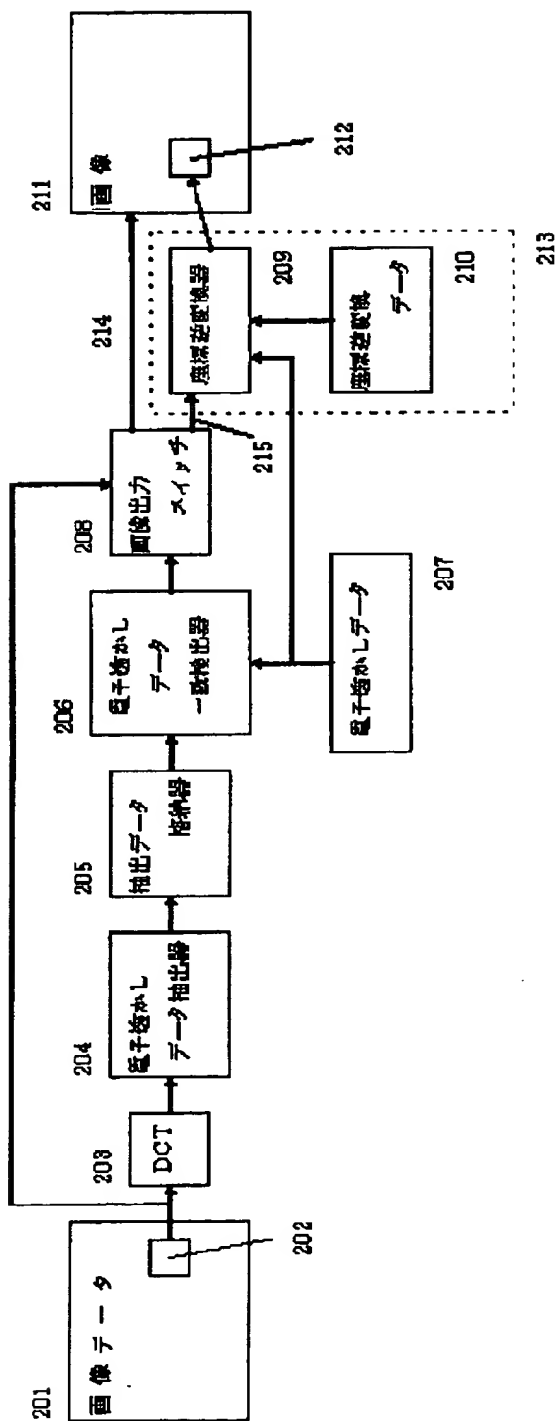 201
画像データ
202
203
DCT
204
電子透かし
データ抽出器
205
抽出データ
格納器
206
電子透かし
データ
一致検出器
207
電子透かしデータ
208
画像出力
スイッチ
214
215
209
座標逆変換器
210
座標逆変換
データ
213
211
画像
212